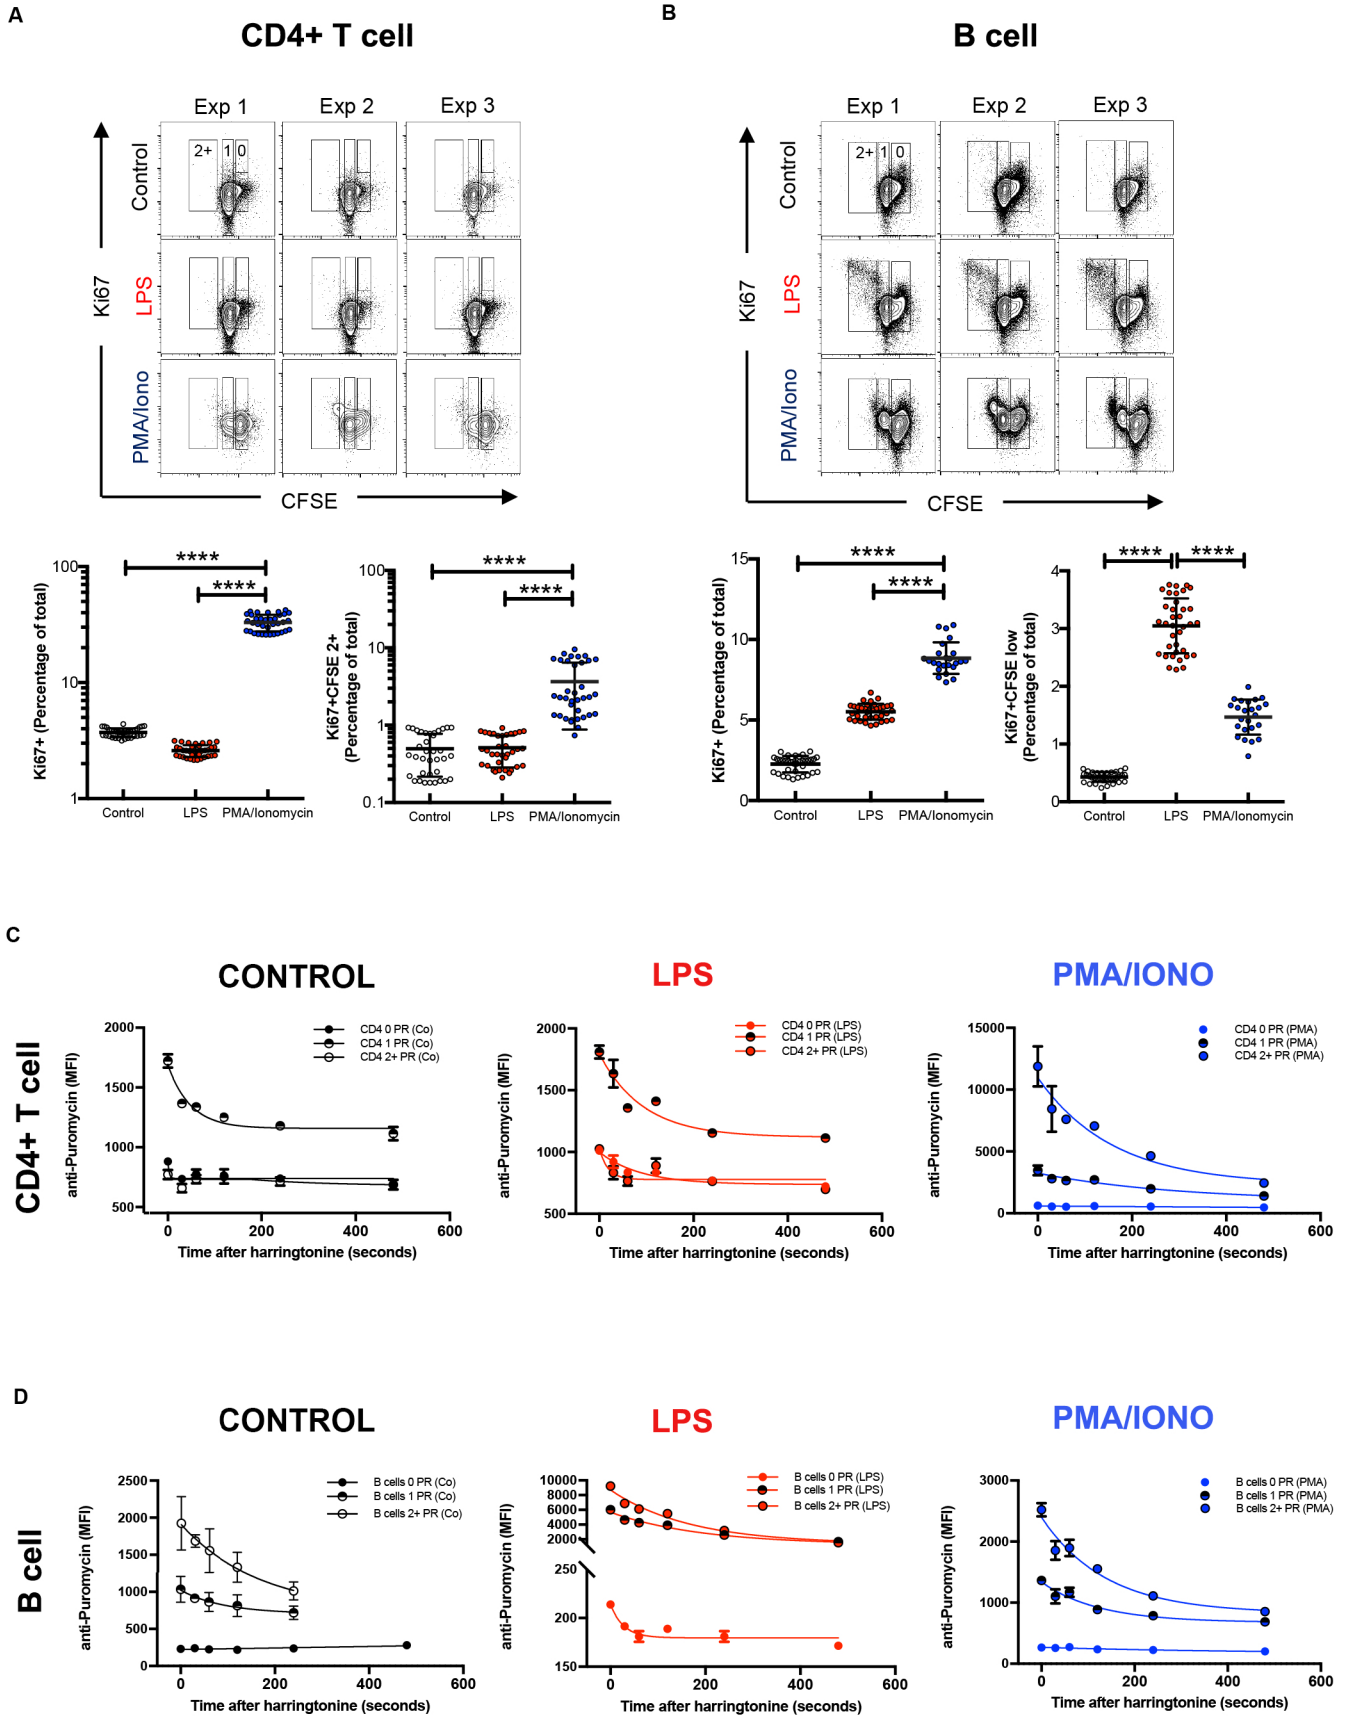 A
CD4+ T cell
Exp 1 Exp 2 Exp 3
Control
2+ 1 0
LPS
PMA/Iono
Ki67
CFSE
B
B cell
Exp 1 Exp 2 Exp 3
Control
2+ 1 0
LPS
PMA/Iono
Ki67
CFSE
Ki67+ (Percentage of total)
100
10
1
****
****
Control LPS PMA/Ionomycin
Ki67+CFSE 2+
(Percentage of total)
100
10
1
0.1
****
****
Control LPS PMA/Ionomycin
Ki67+ (Percentage of total)
15
10
5
0
****
****
Control LPS PMA/Ionomycin
Ki67+CFSE low
(Percentage of total)
4
3
2
1
0
**** ****
Control LPS PMA/Ionomycin
C
CD4+ T cell
CONTROL
anti-Puromycin (MFI)
2000
1500
1000
500
CD4 0 PR (Co)
CD4 1 PR (Co)
CD4 2+ PR (Co)
0 200 400 600
Time after harringtonine (seconds)
LPS
anti-Puromycin (MFI)
2000
1500
1000
500
CD4 0 PR (LPS)
CD4 1 PR (LPS)
CD4 2+ PR (LPS)
0 200 400 600
Time after harringtonine (seconds)
PMA/IONO
anti-Puromycin (MFI)
15000
10000
5000
0
CD4 0 PR (PMA)
CD4 1 PR (PMA)
CD4 2+ PR (PMA)
0 200 400 600
Time after harringtonine (seconds)
D
B cell
CONTROL
anti-Puromycin (MFI)
2500
2000
1500
1000
500
0
B cells 0 PR (Co)
B cells 1 PR (Co)
B cells 2+ PR (Co)
0 200 400 600
Time after harringtonine (seconds)
LPS
anti-Puromycin (MFI)
10000
8000
6000
4000
2000
250
200
150
B cells 0 PR (LPS)
B cells 1 PR (LPS)
B cells 2+ PR (LPS)
0 200 400 600
Time after harringtonine (seconds)
PMA/IONO
anti-Puromycin (MFI)
3000
2000
1000
0
B cells 0 PR (PMA)
B cells 1 PR (PMA)
B cells 2+ PR (PMA)
0 200 400 600
Time after harringtonine (seconds)